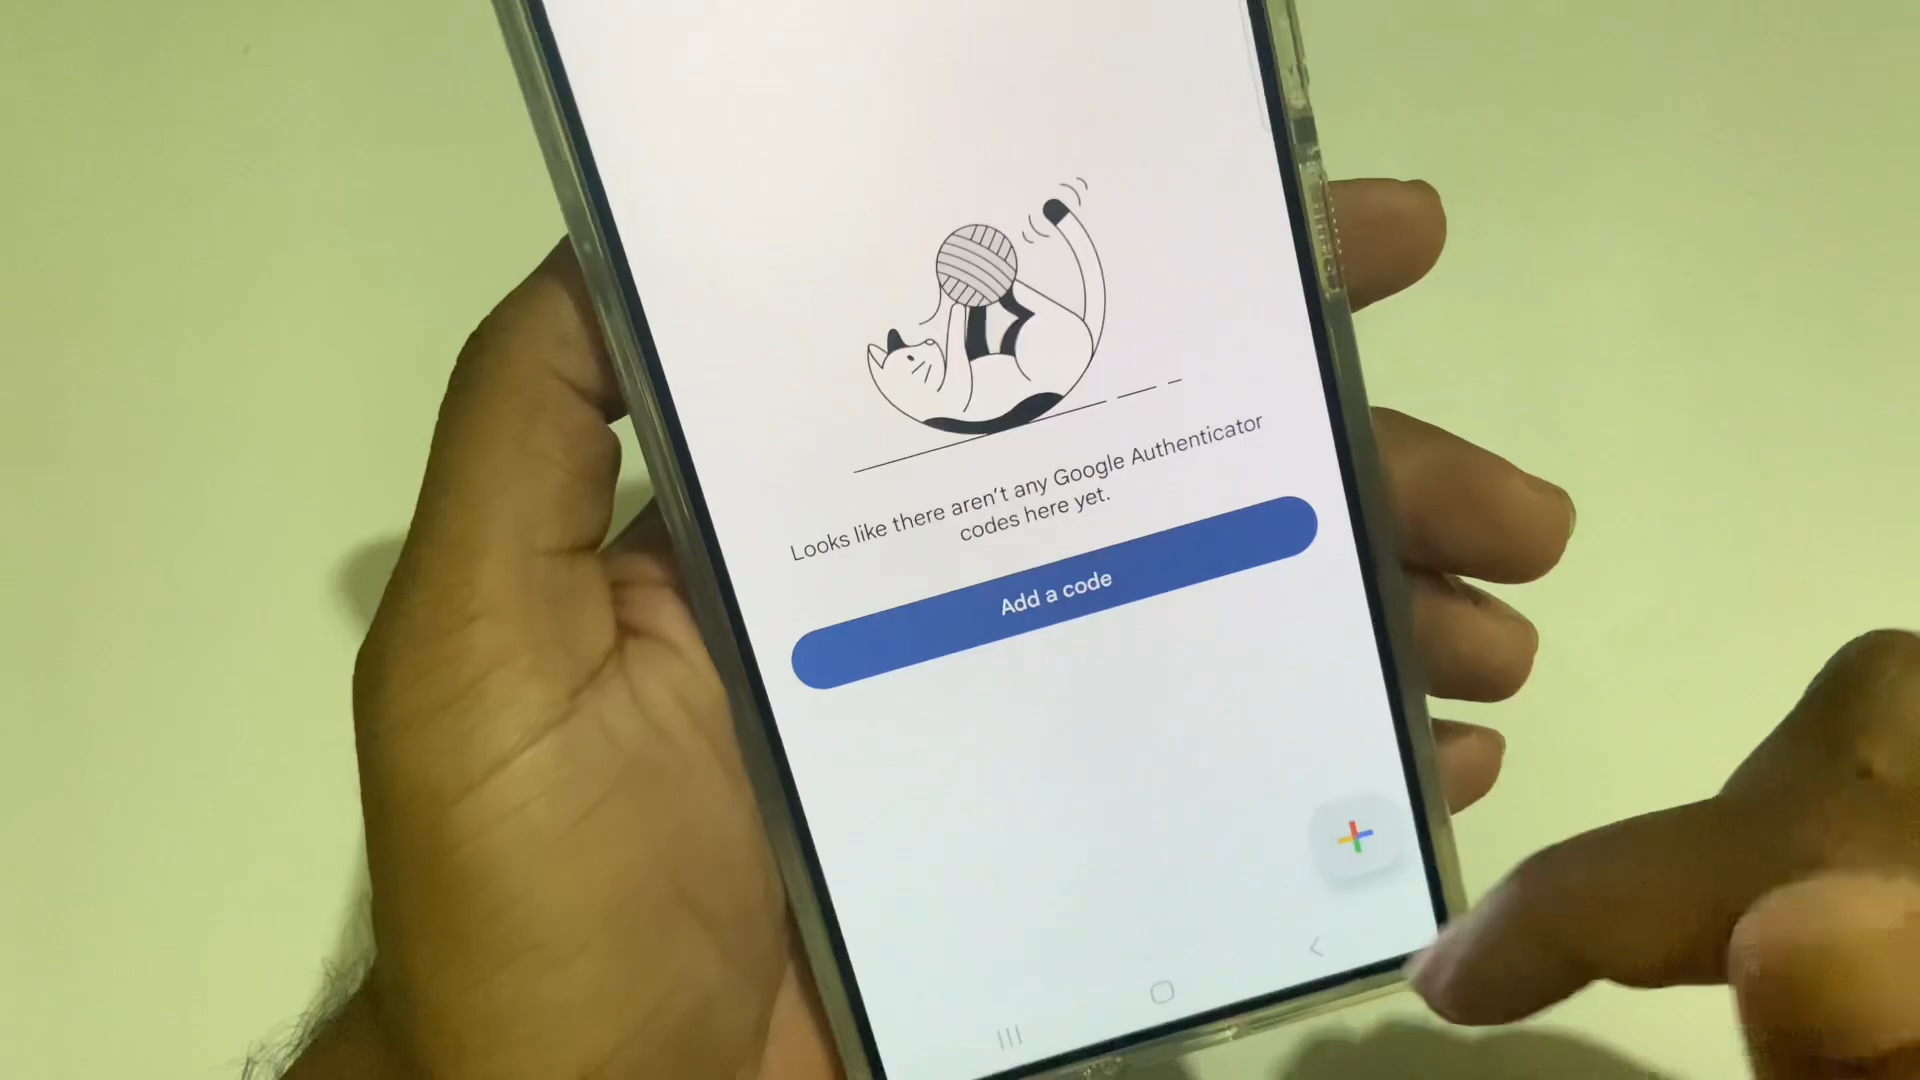 Looks like there aren't any Google Authenticator
codes here yet.
Add a code